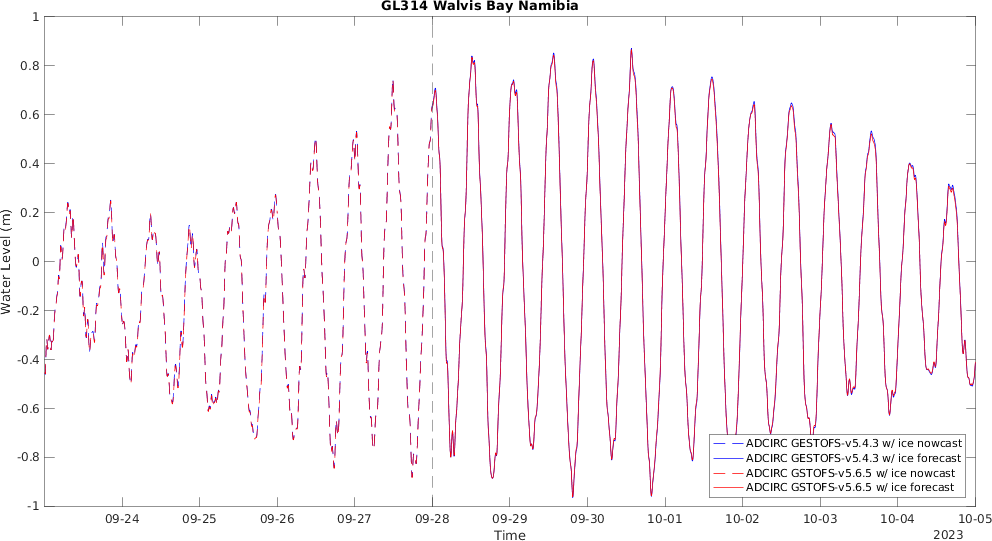 GL314 Walvis Bay Namibia
1
0.8
0.6
0.4
0.2
0
-0.2
-0.4
-0.6
-0.8
-1
Water Level (m)
ADCIRC GESTOFS-v5.4.3 w/ ice nowcast
ADCIRC GESTOFS-v5.4.3 w/ ice forecast
ADCIRC GSTOFS-v5.6.5 w/ ice nowcast
ADCIRC GSTOFS-v5.6.5 w/ ice forecast
09-24 09-25 09-26 09-27 09-28 09-29 09-30 10-01 10-02 10-03 10-04 10-05
Time
2023